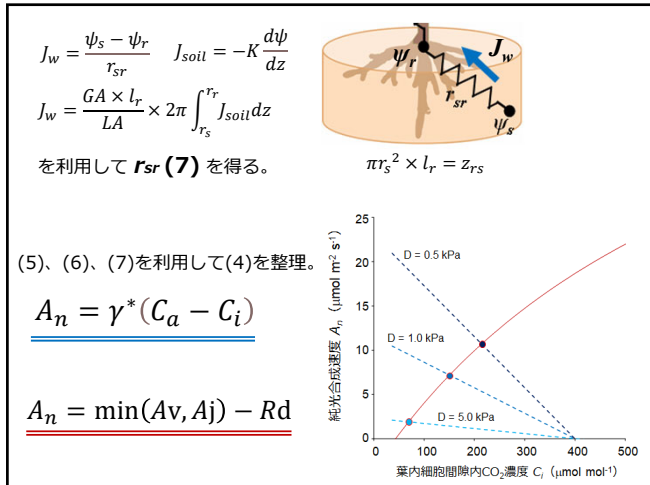 J_w = (ψ_s − ψ_r) / r_sr    J_soil = −K dψ/dz
J_w = (GA × l_r) / LA × 2π ∫_{r_s}^{r_r} J_soil dz
を利用して r_sr (7) を得る。
ψ_r
J_w
r_sr
ψ_s
πr_s² × l_r = z_rs
(5)、(6)、(7)を利用して(4)を整理。
A_n = γ*(C_a − C_i)
A_n = min(Av, Aj) − Rd
純光合成速度 A_n (μmol m⁻² s⁻¹)
25
20
15
10
5
0
D = 0.5 kPa
D = 1.0 kPa
D = 5.0 kPa
0 100 200 300 400 500
葉内細胞間隙内CO₂濃度 C_i (μmol mol⁻¹)